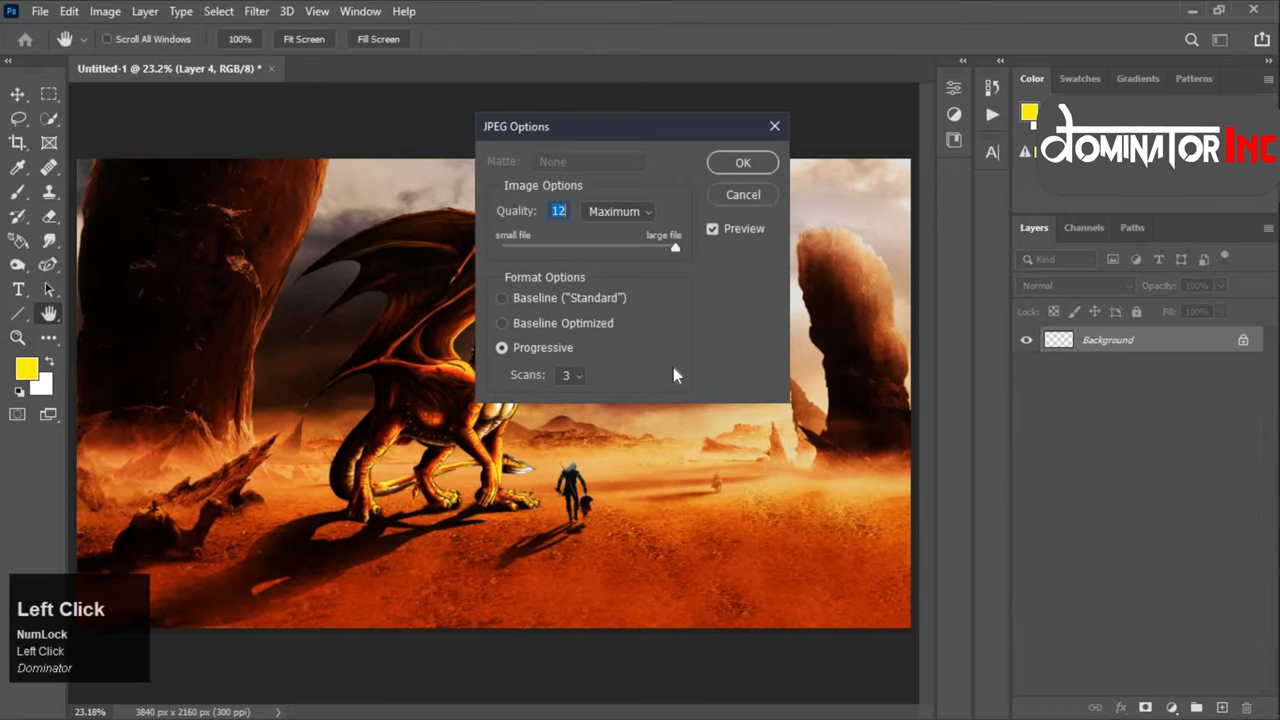 Ps File Edit Image Layer Type Select Filter 3D View Window Help
Scroll All Windows 100% Fit Screen Fill Screen
Untitled-1 @ 23.2% (Layer 4, RGB/8) *
Color Swatches Gradients Patterns
DOMINATOR INC
JPEG Options
Matte: None
OK
Image Options
Cancel
Quality: 12 Maximum
Preview
small file large file
Format Options
Baseline ("Standard")
Baseline Optimized
Progressive
Scans: 3
Layers Channels Paths
Kind
Normal Opacity: 100%
Lock: Fill: 100%
Background
Left Click
NumLock
Left Click
Dominator
23.18% 3840 px x 2160 px (300 ppi)